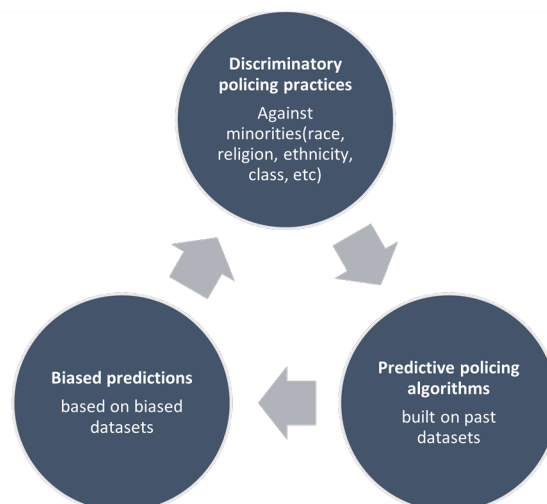 Discriminatory
policing practices
Against
minorities(race,
religion, ethnicity,
class, etc)
Biased predictions
based on biased
datasets
Predictive policing
algorithms
built on past
datasets